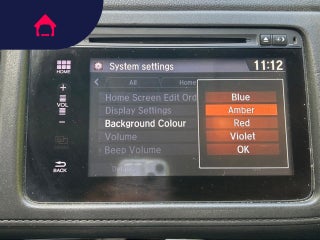 System settings
11:12
HOME
All
Home
Home Screen Edit Ord
Display Settings
Background Colour
Volume
Beep Volume
Blue
Amber
Red
Violet
OK
+
VOL
−
BACK